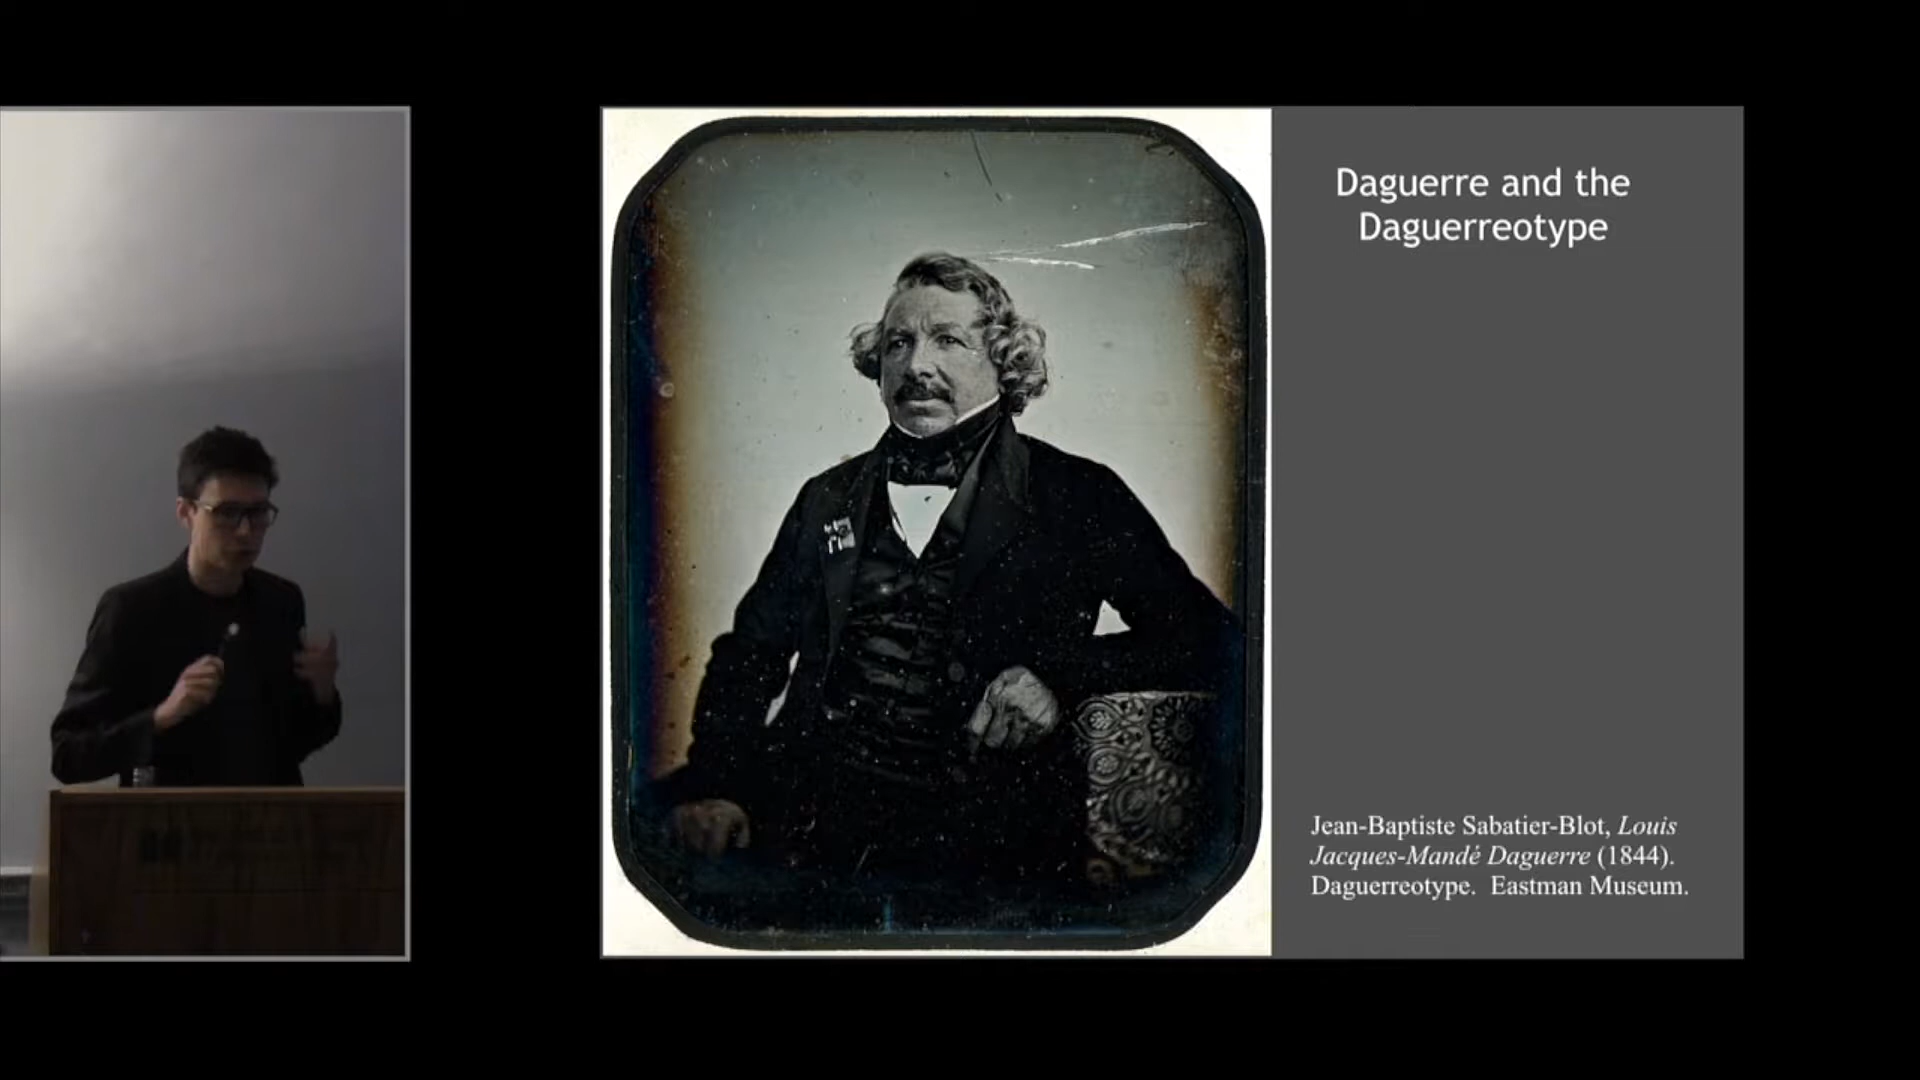 Daguerre and the
Daguerreotype
Jean-Baptiste Sabatier-Blot, Louis
Jacques-Mandé Daguerre (1844).
Daguerreotype. Eastman Museum.